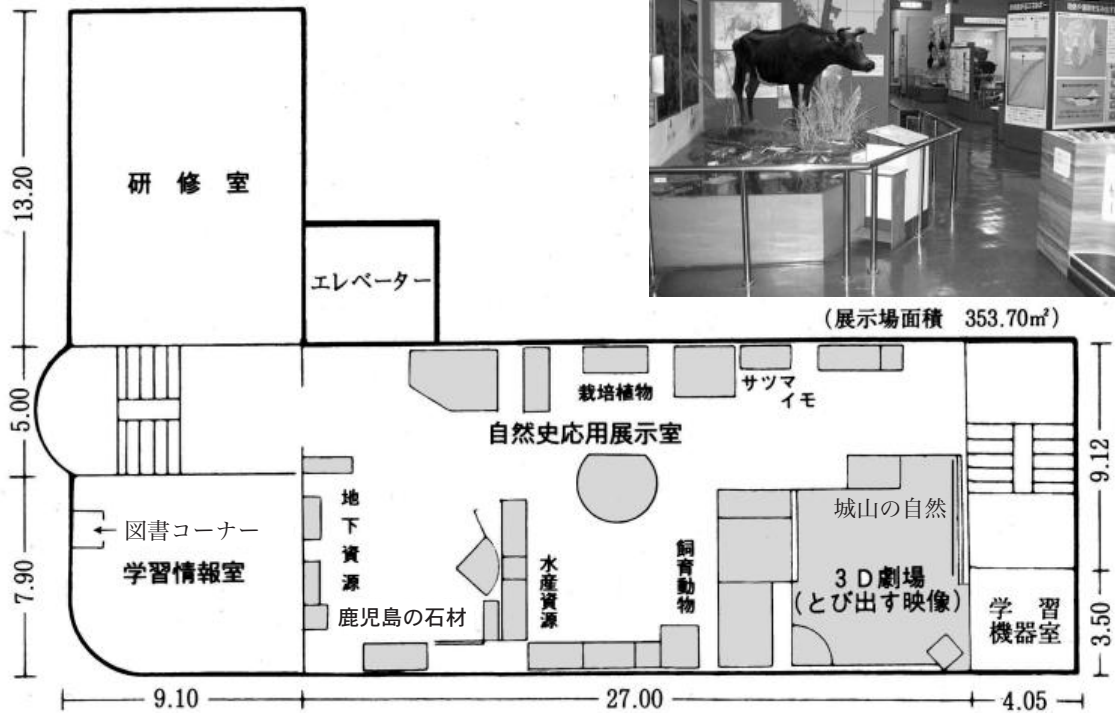 13.20
研修室
エレベーター
(展示場面積 353.70㎡)
5.00
栽培植物
サツマ
イモ
自然史応用展示室
9.12
図書コーナー
学習情報室
7.90
地下資源
鹿児島の石材
水産資源
飼育動物
城山の自然
3D劇場
(とび出す映像)
学習
機器室
3.50
9.10
27.00
4.05